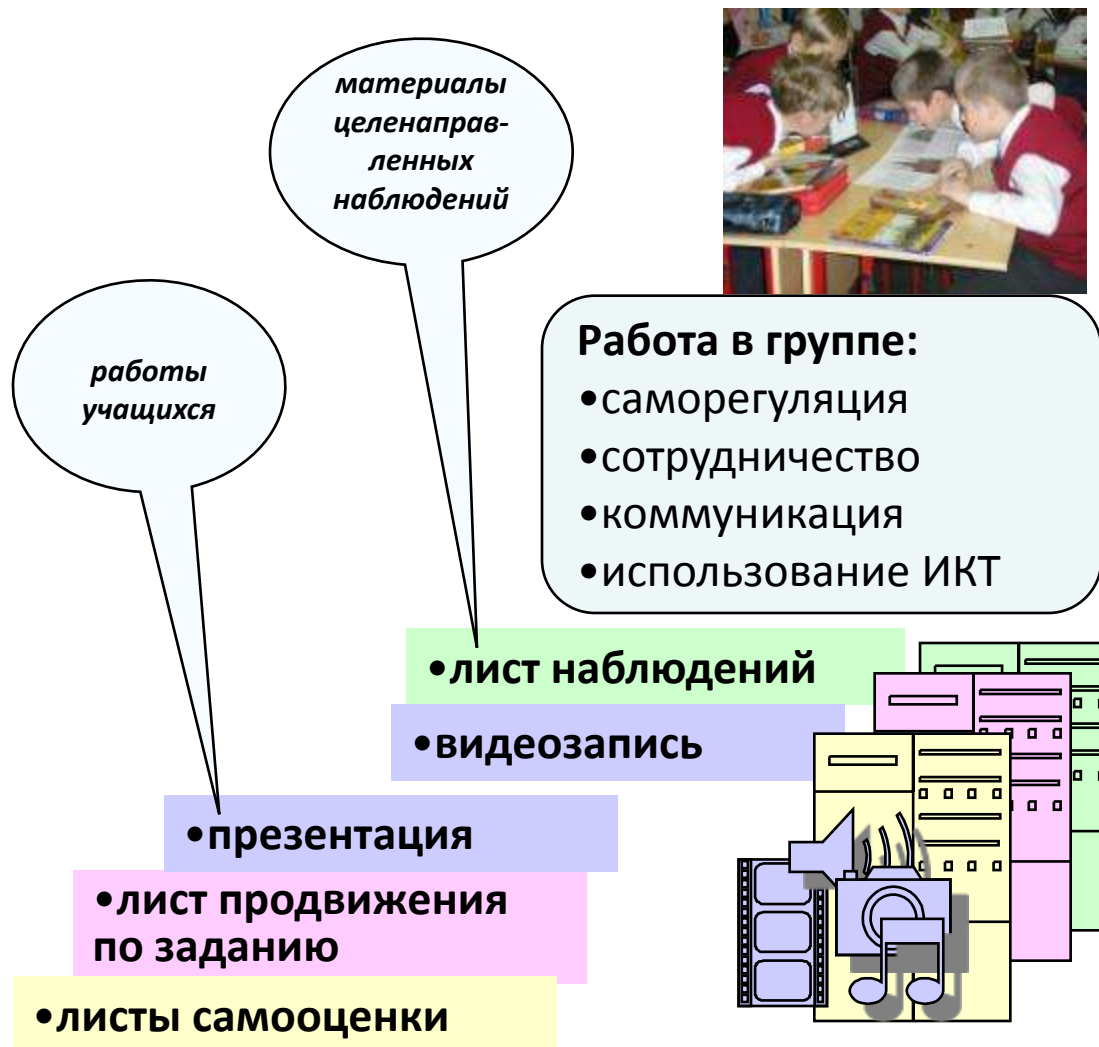 материалы
целенаправ-
ленных
наблюдений
работы
учащихся
Работа в группе:
•саморегуляция
•сотрудничество
•коммуникация
•использование ИКТ
•лист наблюдений
•видеозапись
•презентация
•лист продвижения
по заданию
•листы самооценки